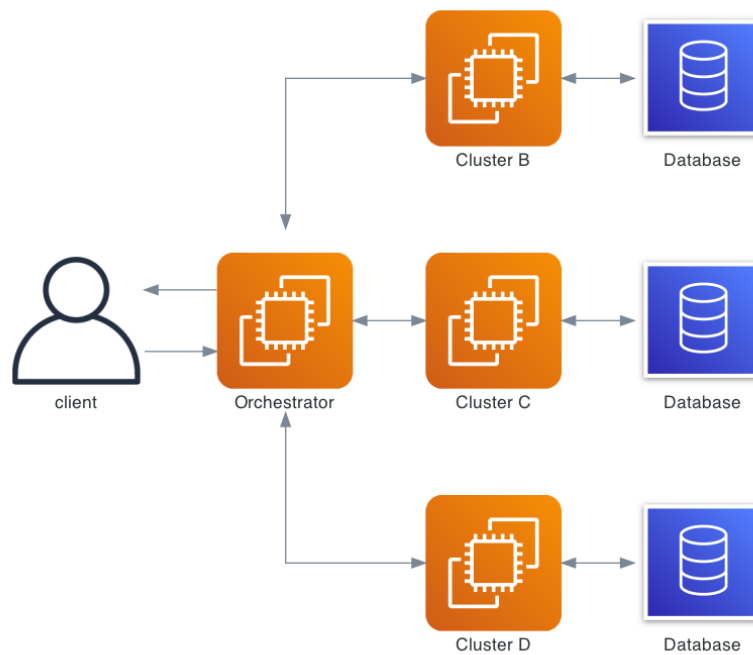 Cluster B
Database
client
Orchestrator
Cluster C
Database
Cluster D
Database